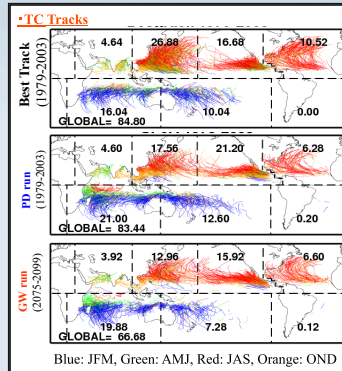 ·TC Tracks
Best Track
(1979-2003)
4.64 26.88 16.68 10.52
16.04 10.04 0.00
GLOBAL= 84.80
PD run
(1979-2003)
4.60 17.56 21.20 6.28
21.00 12.60 0.20
GLOBAL= 83.44
GW run
(2075-2099)
3.92 12.96 15.92 6.60
19.88 7.28 0.12
GLOBAL= 66.68
Blue: JFM, Green: AMJ, Red: JAS, Orange: OND